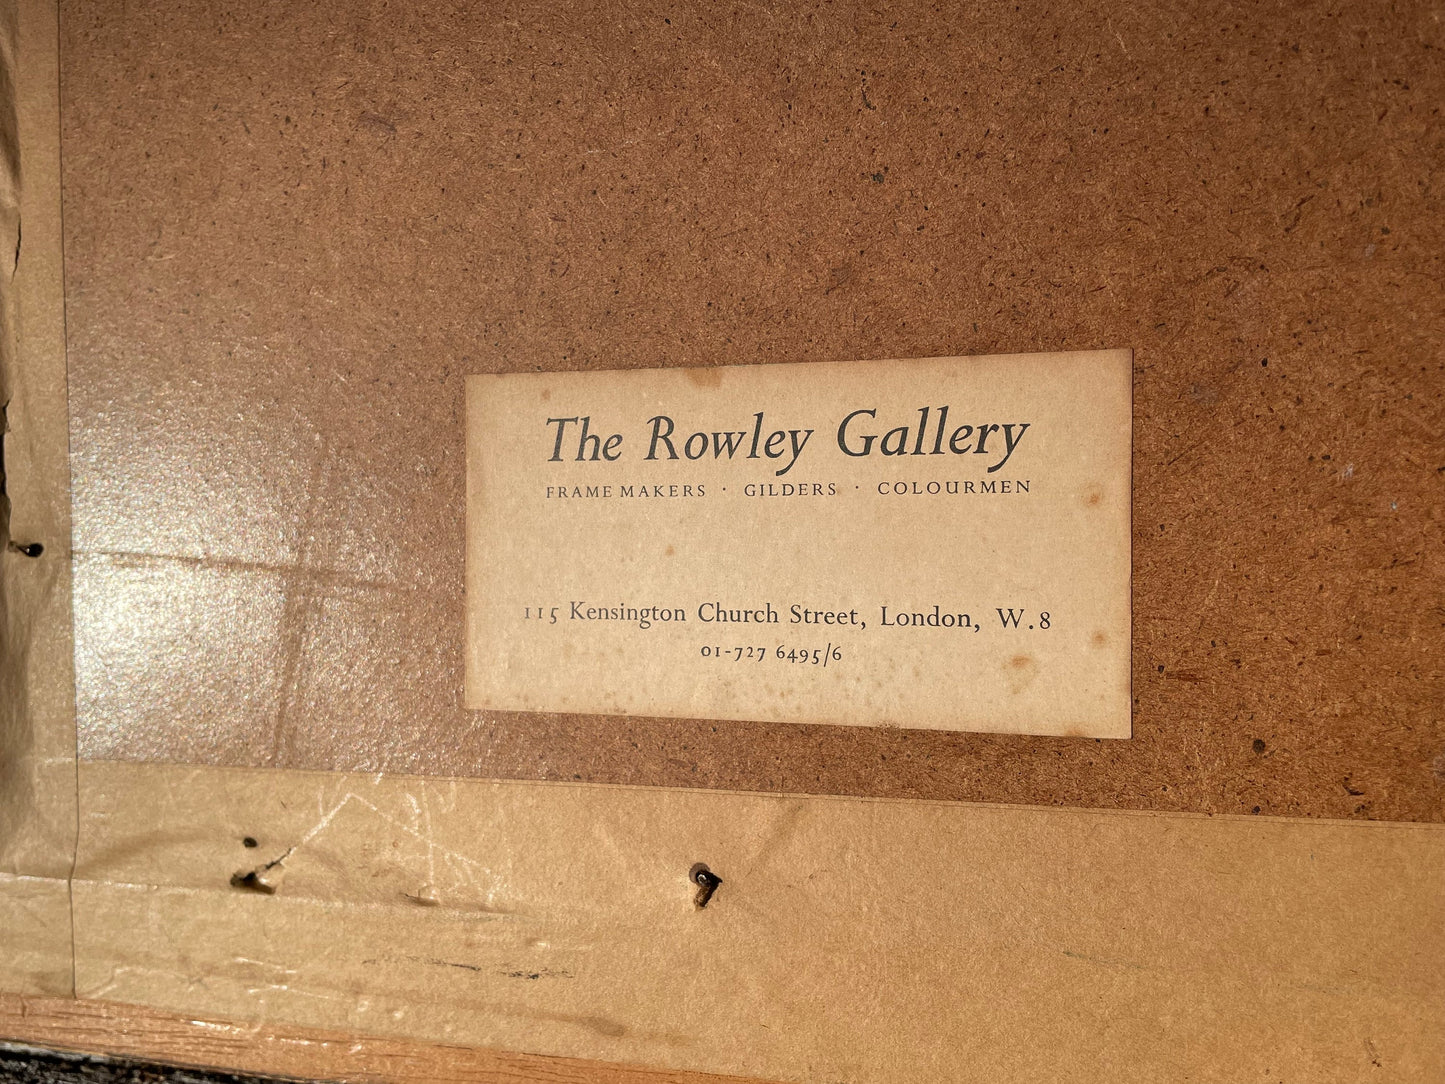 The Rowley Gallery
FRAME MAKERS · GILDERS · COLOURMEN
115 Kensington Church Street, London, W.8
01-727 6495/6